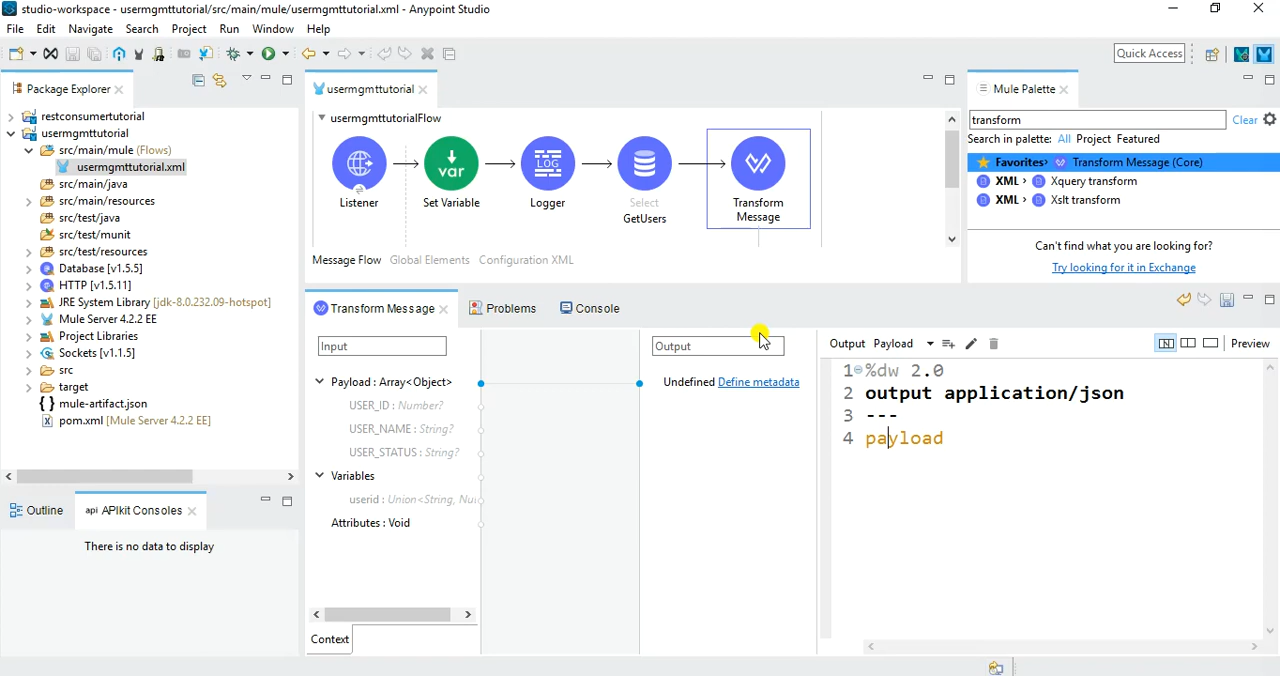 studio-workspace - usermgmttutorial/src/main/mule/usermgmttutorial.xml - Anypoint Studio
File Edit Navigate Search Project Run Window Help
Quick Access
Package Explorer
restconsumertutorial
usermgmttutorial
src/main/mule (Flows)
usermgmttutorial.xml
src/main/java
src/main/resources
src/test/java
src/test/munit
src/test/resources
Database [v1.5.5]
HTTP [v1.5.11]
JRE System Library [jdk-8.0.232.09-hotspot]
Mule Server 4.2.2 EE
Project Libraries
Sockets [v1.1.5]
src
target
mule-artifact.json
pom.xml [Mule Server 4.2.2 EE]
Outline
api APIkit Consoles
There is no data to display
usermgmttutorial
usermgmttutorialFlow
var
LOG
Listener
Set Variable
Logger
Select
GetUsers
Transform
Message
Message Flow Global Elements Configuration XML
Mule Palette
transform
Clear
Search in palette: All Project Featured
Favorites> Transform Message (Core)
XML > Xquery transform
XML > Xslt transform
Can't find what you are looking for?
Try looking for it in Exchange
Transform Message
Problems
Console
Input
Payload : Array<Object>
USER_ID : Number?
USER_NAME : String?
USER_STATUS : String?
Variables
userid : Union<String, Nu
Attributes : Void
Context
Output
Undefined Define metadata
Output Payload
Preview
1 %dw 2.0
2 output application/json
3 ---
4 payload